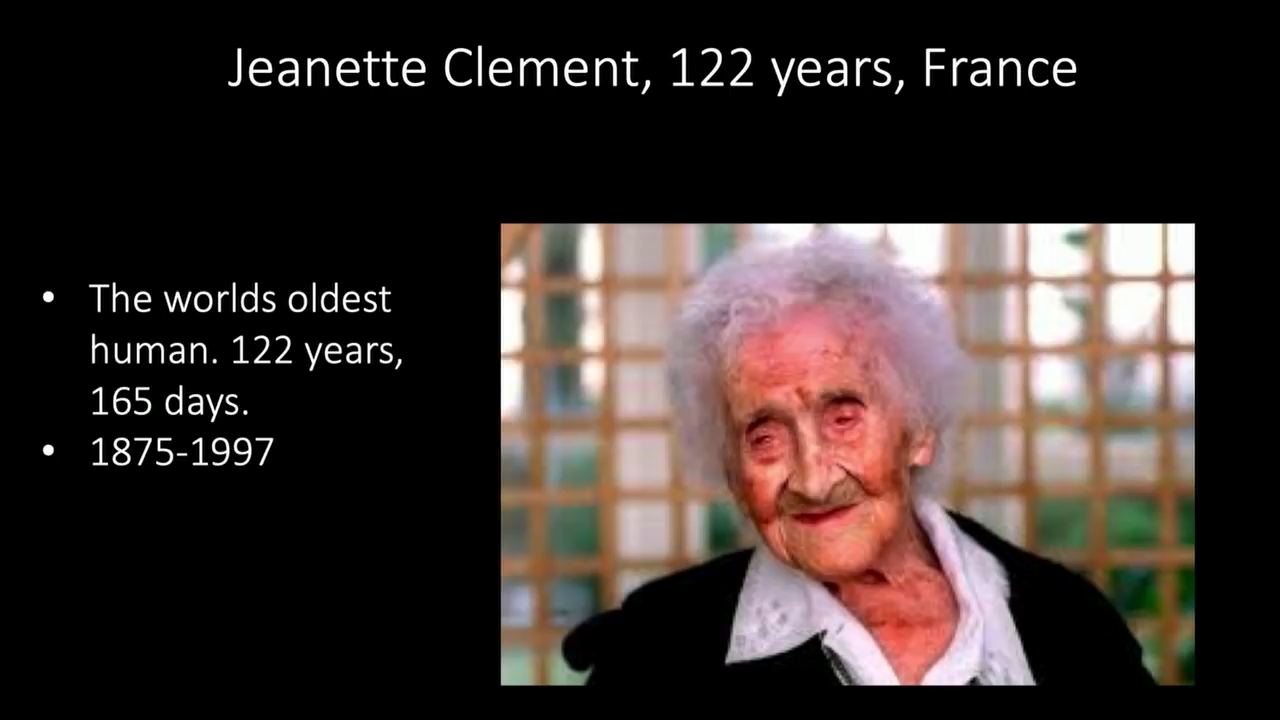 Jeanette Clement, 122 years, France
• The worlds oldest
human. 122 years,
165 days.
• 1875-1997